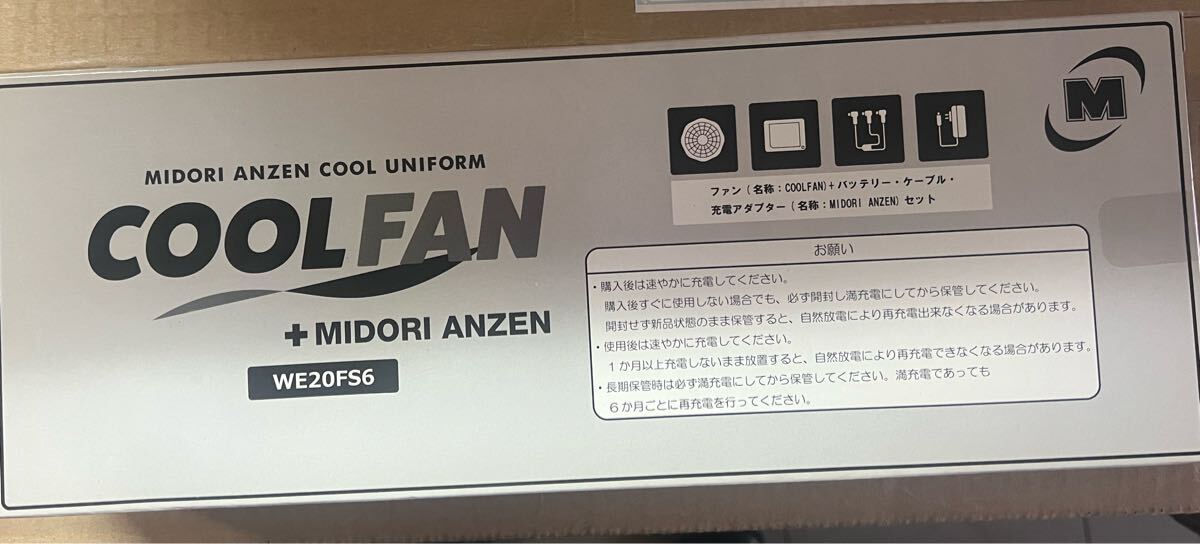 MIDORI ANZEN COOL UNIFORM
COOLFAN
+MIDORI ANZEN
WE20FS6
M
ファン(名称:COOLFAN)+バッテリー・ケーブル・
充電アダプター(名称:MIDORI ANZEN)セット
お願い
・購入後は速やかに充電してください。
購入後すぐに使用しない場合でも、必ず開封し満充電にしてから保管してください。
開封せず新品状態のまま保管すると、自然放電により再充電出来なくなる場合があります。
・使用後は速やかに充電してください。
1か月以上充電しないまま放置すると、自然放電により再充電できなくなる場合があります。
・長期保管時は必ず満充電にしてから保管してください。満充電であっても
6か月ごとに再充電を行ってください。